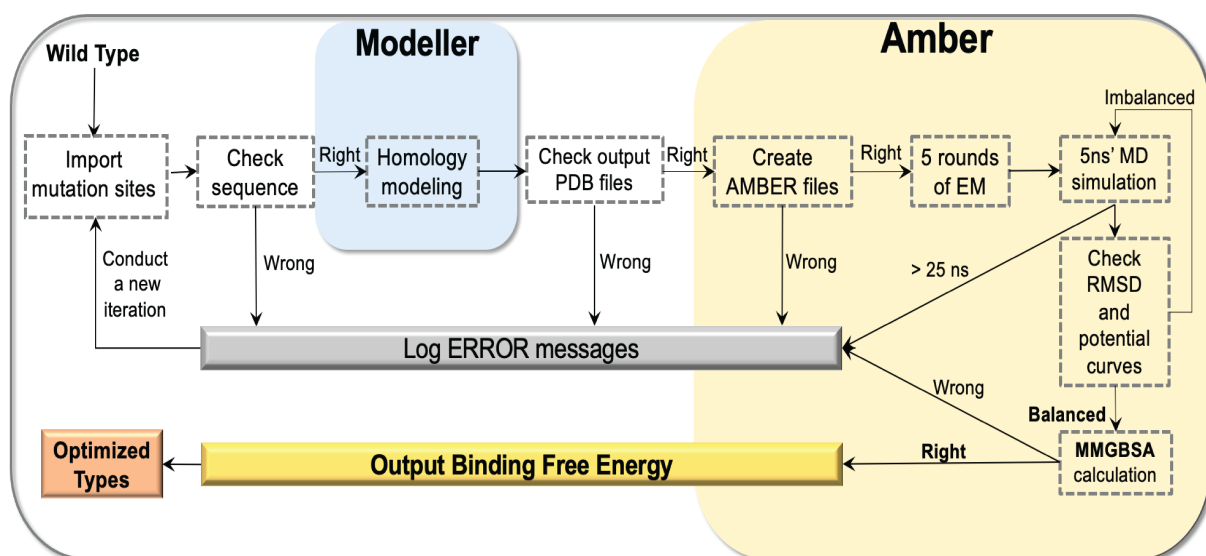 Modeller
Amber
Wild Type
Imbalanced
Import
mutation sites
Check
sequence
Right
Homology
modeling
Check output
PDB files
Right
Create
AMBER files
Right
5 rounds
of EM
5ns' MD
simulation
Conduct
a new
iteration
Wrong
Wrong
Wrong
> 25 ns
Check
RMSD
and
potential
curves
Log ERROR messages
Wrong
Balanced
Optimized
Types
Output Binding Free Energy
Right
MMGBSA
calculation